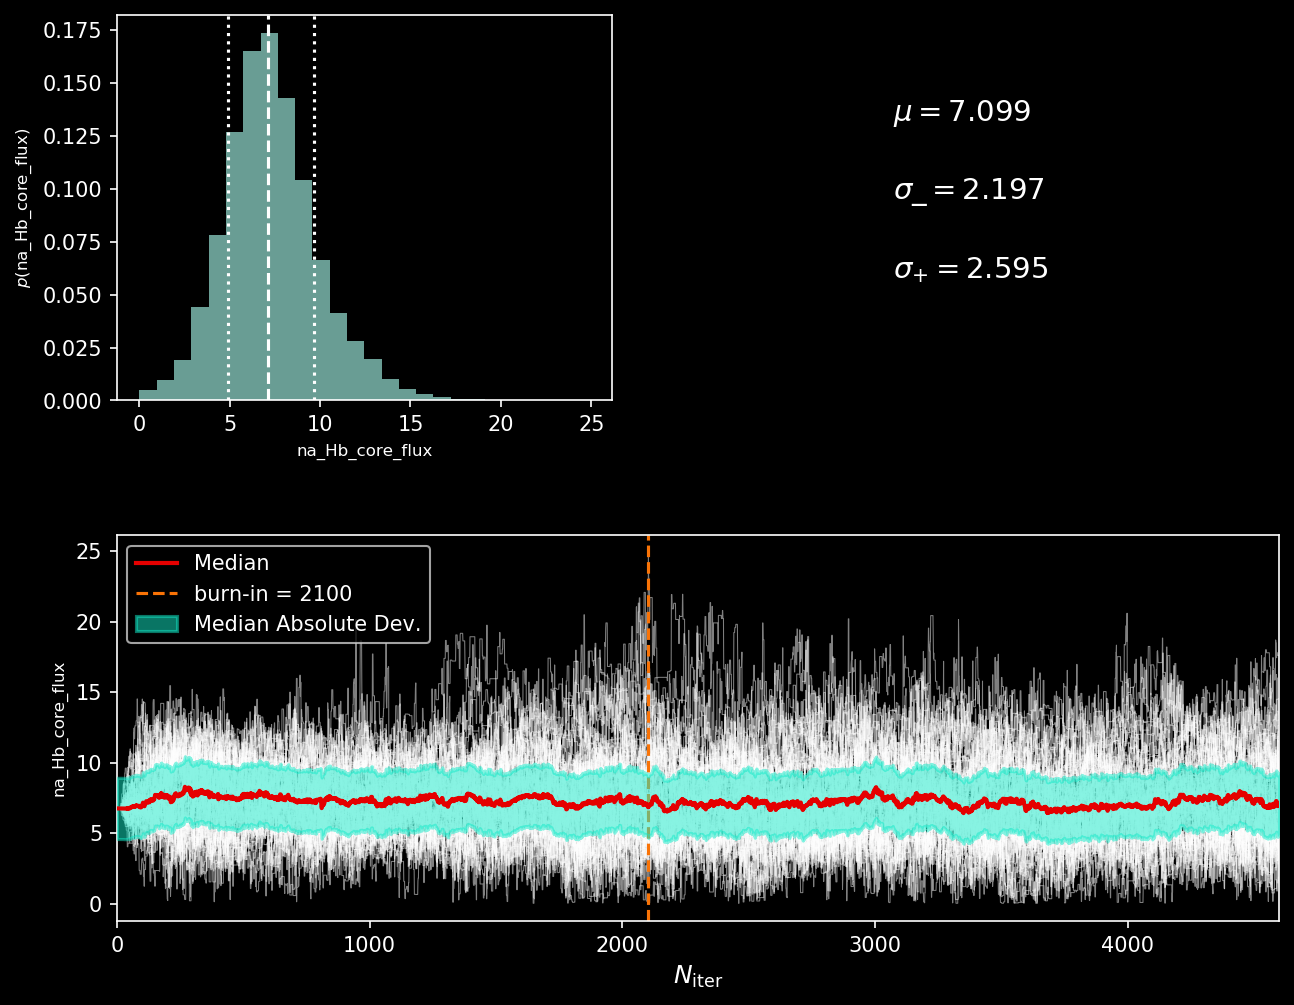 0.175
0.150
0.125
0.100
0.075
0.050
0.025
0.000
p(na_Hb_core_flux)
0 5 10 15 20 25
na_Hb_core_flux
μ = 7.099
σ_ = 2.197
σ+ = 2.595
25
20
15
10
5
0
na_Hb_core_flux
Median
burn-in = 2100
Median Absolute Dev.
0 1000 2000 3000 4000
Niter